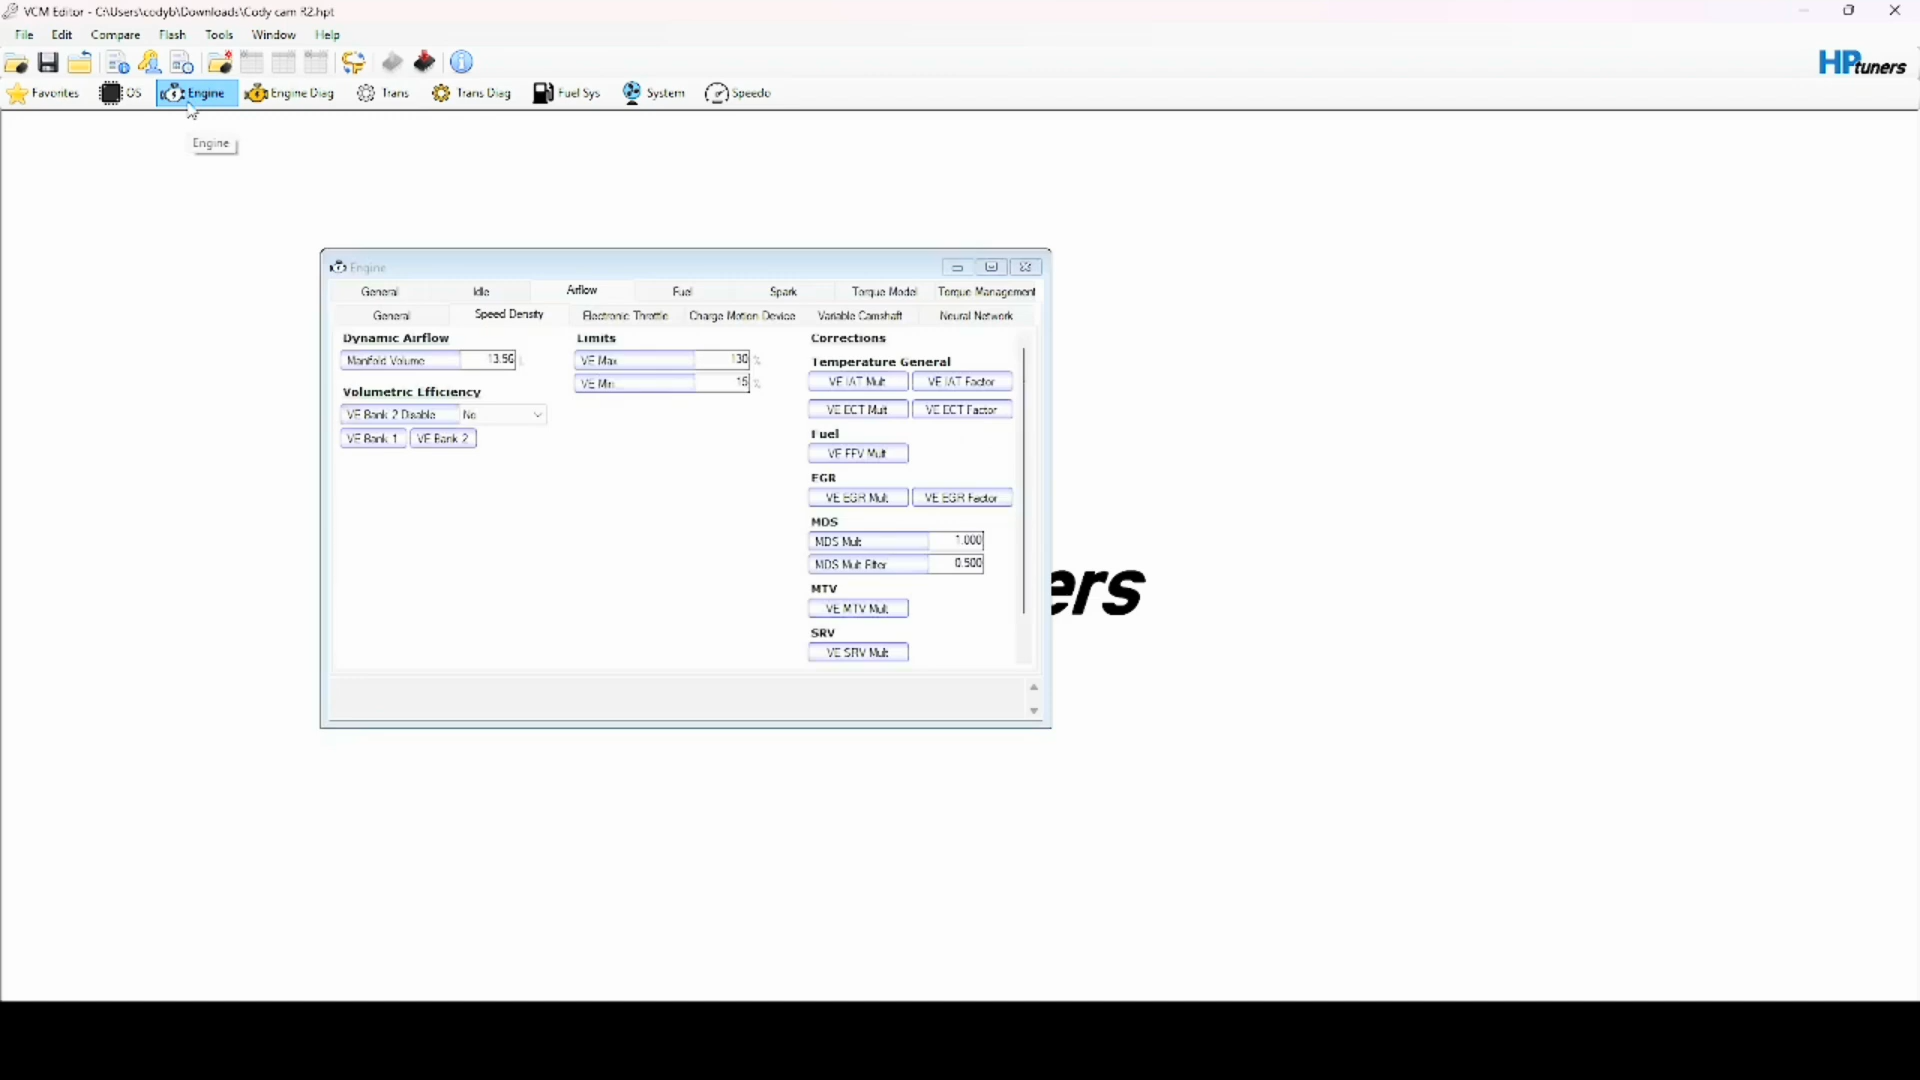 VCM Editor - C:\Users\codyb\Downloads\Cody cam R2.hpt
File Edit Compare Flash Tools Window Help
HPtuners
Favorites OS Engine Engine Diag Trans Trans Diag Fuel Sys System Speedo
Engine
Engine
General Idle Airflow Fuel Spark Torque Model Torque Management
General Speed Density Electronic Throttle Charge Motion Device Variable Camshaft Neural Network
Dynamic Airflow Limits Corrections
Manifold Volume 13.56 L VE Max 130 % Temperature General
VE Min 15 % VE IAT Mult VE IAT Factor
Volumetric Efficiency
VE Bank 2 Disable No VE ECT Mult VE ECT Factor
VE Bank 1 VE Bank 2 Fuel
VE FFV Mult
EGR
VE EGR Mult VE EGR Factor
MDS
MDS Mult 1.000
MDS Mult Filter 0.500
MTV
VE MTV Mult
SRV
VE SRV Mult
ers